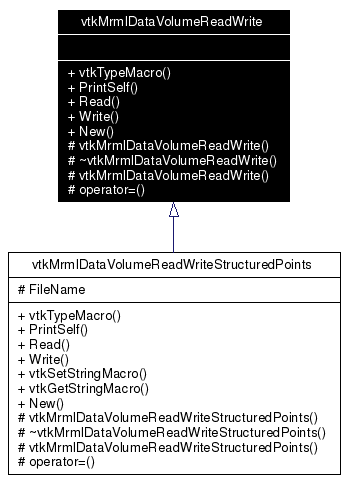 vtkMrmlDataVolumeReadWrite
+ vtkTypeMacro()
+ PrintSelf()
+ Read()
+ Write()
+ New()
# vtkMrmlDataVolumeReadWrite()
# ~vtkMrmlDataVolumeReadWrite()
# vtkMrmlDataVolumeReadWrite()
# operator=()
vtkMrmlDataVolumeReadWriteStructuredPoints
# FileName
+ vtkTypeMacro()
+ PrintSelf()
+ Read()
+ Write()
+ vtkSetStringMacro()
+ vtkGetStringMacro()
+ New()
# vtkMrmlDataVolumeReadWriteStructuredPoints()
# ~vtkMrmlDataVolumeReadWriteStructuredPoints()
# vtkMrmlDataVolumeReadWriteStructuredPoints()
# operator=()